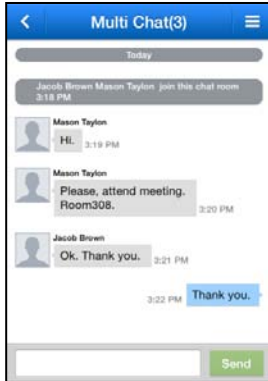 Multi Chat(3)
Today
Jacob Brown Mason Taylon join this chat room
3:18 PM
Mason Taylon
Hi.
3:19 PM
Mason Taylon
Please, attend meeting.
Room308.
3:20 PM
Jacob Brown
Ok. Thank you.
3:21 PM
3:22 PM
Thank you.
Send